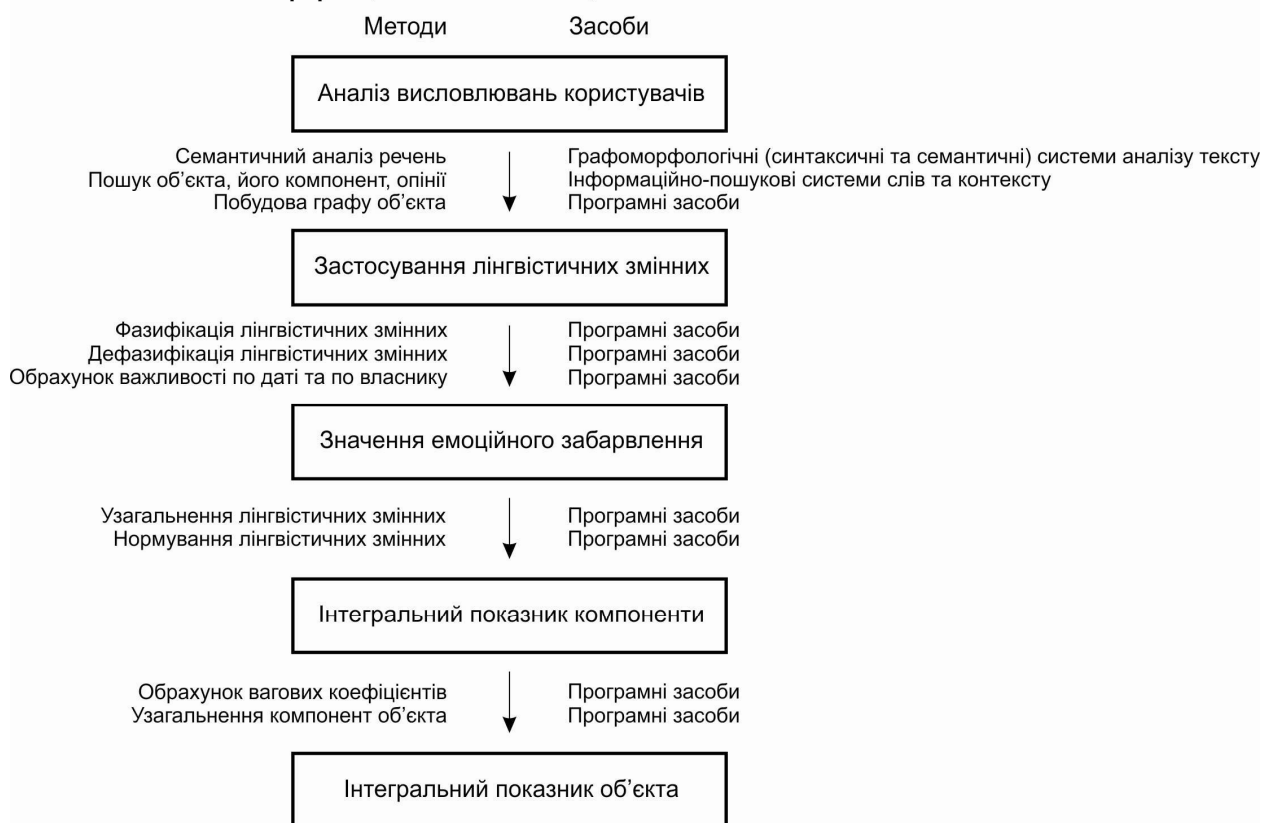 Методи Засоби
Аналіз висловлювань користувачів
Семантичний аналіз речень Графоморфологічні (синтаксичні та семантичні) системи аналізу тексту
Пошук об’єкта, його компонент, опінії Інформаційно-пошукові системи слів та контексту
Побудова графу об’єкта Програмні засоби
Застосування лінгвістичних змінних
Фазифікація лінгвістичних змінних Програмні засоби
Дефазифікація лінгвістичних змінних Програмні засоби
Обрахунок важливості по даті та по власнику Програмні засоби
Значення емоційного забарвлення
Узагальнення лінгвістичних змінних Програмні засоби
Нормування лінгвістичних змінних Програмні засоби
Інтегральний показник компоненти
Обрахунок вагових коефіцієнтів Програмні засоби
Узагальнення компонент об’єкта Програмні засоби
Інтегральний показник об’єкта